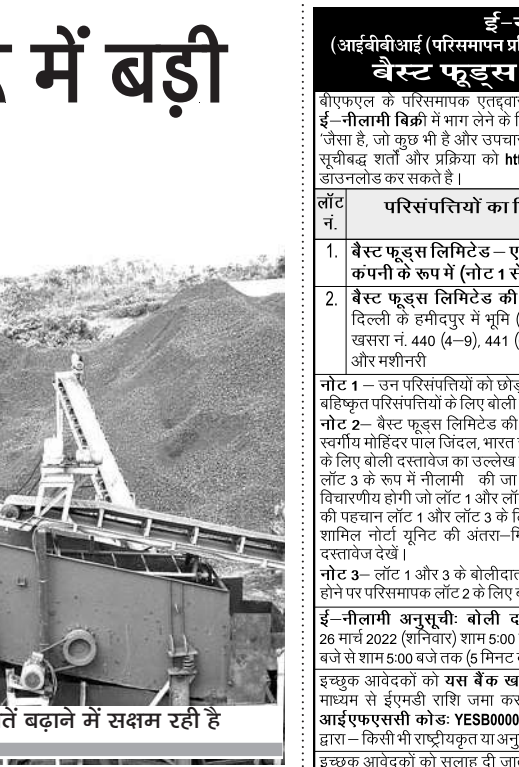 में बड़ी
तें बढ़ाने में सक्षम रही है
(आईबीबीआई (परिसमापन
बैस्ट फूड्स
बीएफएल के परिसमापक एतद्द्वारा
ई–नीलामी बिक्री में भाग लेने के
'जैसा है, जो कुछ भी है और
सूचीबद्ध शर्तों और प्रक्रिया को
डाउनलोड कर सकते है।
लॉट परिसंपत्तियों का
नं.
1. बैस्ट फूड्स लिमिटेड –
कंपनी के रूप में (नोट 1
2. बैस्ट फूड्स लिमिटेड की
दिल्ली के हमीदपुर में भूमि (
खसरा नं. 440 (4–9), 441 (
और मशीनरी
नोट 1 – उन परिसंपत्तियों को
बहिष्कृत परिसंपत्तियों के लिए बोली
नोट 2– बैस्ट फूड्स लिमिटेड की
स्वर्गीय मोहिंदर पाल जिंदल, भारत
के लिए बोली दस्तावेज का उल्लेख
लॉट 3 के रूप में नीलामी की जा
विचारणीय होगी जो लॉट 1 और
की पहचान लॉट 1 और लॉट 3 के
शामिल नोर्टा यूनिट की
दस्तावेज देखें।
नोट 3– लॉट 1 और 3 के
होने पर परिसमापक लॉट 2 के लिए
ई–नीलामी अनुसूचीः बोली
26 मार्च 2022 (शनिवार) शाम 5:00
बजे से शाम 5:00 बजे तक (5 मिनट
इच्छुक आवेदकों को यस बैंक
माध्यम से ईएमडी राशि जमा
आईएफएससी कोडः YESB0000
द्वारा – किसी भी राष्ट्रीयकृत या
इच्छुक आवेदकों को सलाह दी